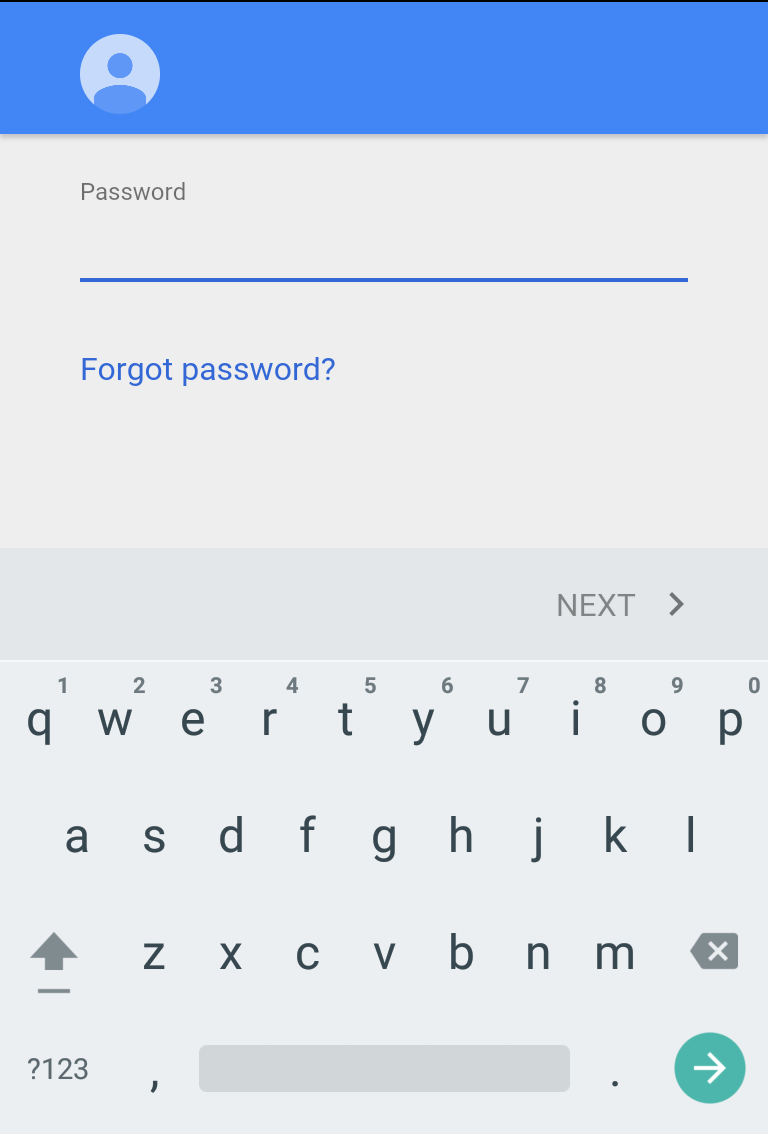 Password
Forgot password?
NEXT
1 2 3 4 5 6 7 8 9 0
q w e r t y u i o p
a s d f g h j k l
z x c v b n m
?123 , .